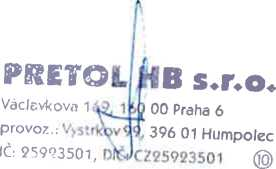 PRETOL HB s.r.o.
Václavkova 169, 160 00 Praha 6
provoz.: Vystrkov 99, 396 01 Humpolec
IČ: 25923501, DIČ: CZ25923501 10